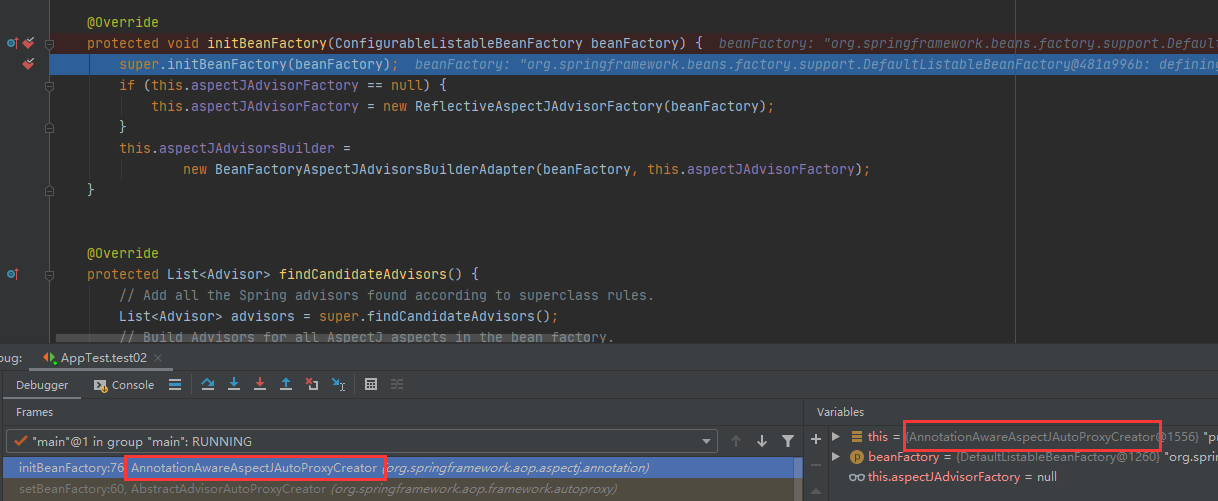 @Override
protected void initBeanFactory(ConfigurableListableBeanFactory beanFactory) {  beanFactory: "org.springframework.beans.factory.support.Default
super.initBeanFactory(beanFactory);  beanFactory: "org.springframework.beans.factory.support.DefaultListableBeanFactory@481a996b: defining
if (this.aspectJAdvisorFactory == null) {
this.aspectJAdvisorFactory = new ReflectiveAspectJAdvisorFactory(beanFactory);
}
this.aspectJAdvisorsBuilder =
new BeanFactoryAspectJAdvisorsBuilderAdapter(beanFactory, this.aspectJAdvisorFactory);
}
@Override
protected List<Advisor> findCandidateAdvisors() {
// Add all the Spring advisors found according to superclass rules.
List<Advisor> advisors = super.findCandidateAdvisors();
// Build Advisors for all AspectJ aspects in the bean factory.
bug: AppTest.test02
Debugger Console
Frames
Variables
"main"@1 in group "main": RUNNING
initBeanFactory:76, AnnotationAwareAspectJAutoProxyCreator (org.springframework.aop.aspectj.annotation)
setBeanFactory:60, AbstractAdvisorAutoProxyCreator (org.springframework.aop.framework.autoproxy)
this = {AnnotationAwareAspectJAutoProxyCreator@1556} "pr
beanFactory = {DefaultListableBeanFactory@1260} "org.spri
this.aspectJAdvisorFactory = null